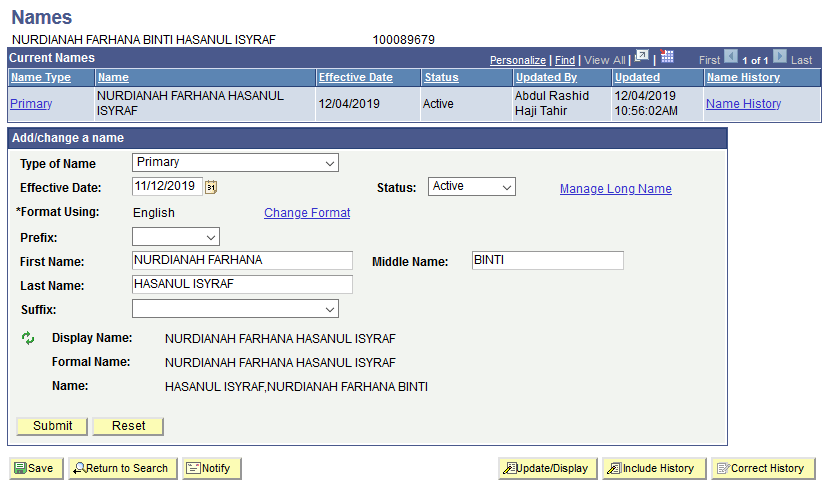 Names
NURDIANAH FARHANA BINTI HASANUL ISYRAF 100089679
Current Names Personalize | Find | View All | | First 1 of 1 Last
Name Type Name Effective Date Status Updated By Updated Name History
Primary NURDIANAH FARHANA HASANUL ISYRAF 12/04/2019 Active Abdul Rashid Haji Tahir 12/04/2019 10:56:02AM Name History
Add/change a name
Type of Name Primary
Effective Date: 11/12/2019 31 Status: Active Manage Long Name
*Format Using: English Change Format
Prefix:
First Name: NURDIANAH FARHANA Middle Name: BINTI
Last Name: HASANUL ISYRAF
Suffix:
Display Name: NURDIANAH FARHANA HASANUL ISYRAF
Formal Name: NURDIANAH FARHANA HASANUL ISYRAF
Name: HASANUL ISYRAF,NURDIANAH FARHANA BINTI
Submit Reset
Save Return to Search Notify Update/Display Include History Correct History